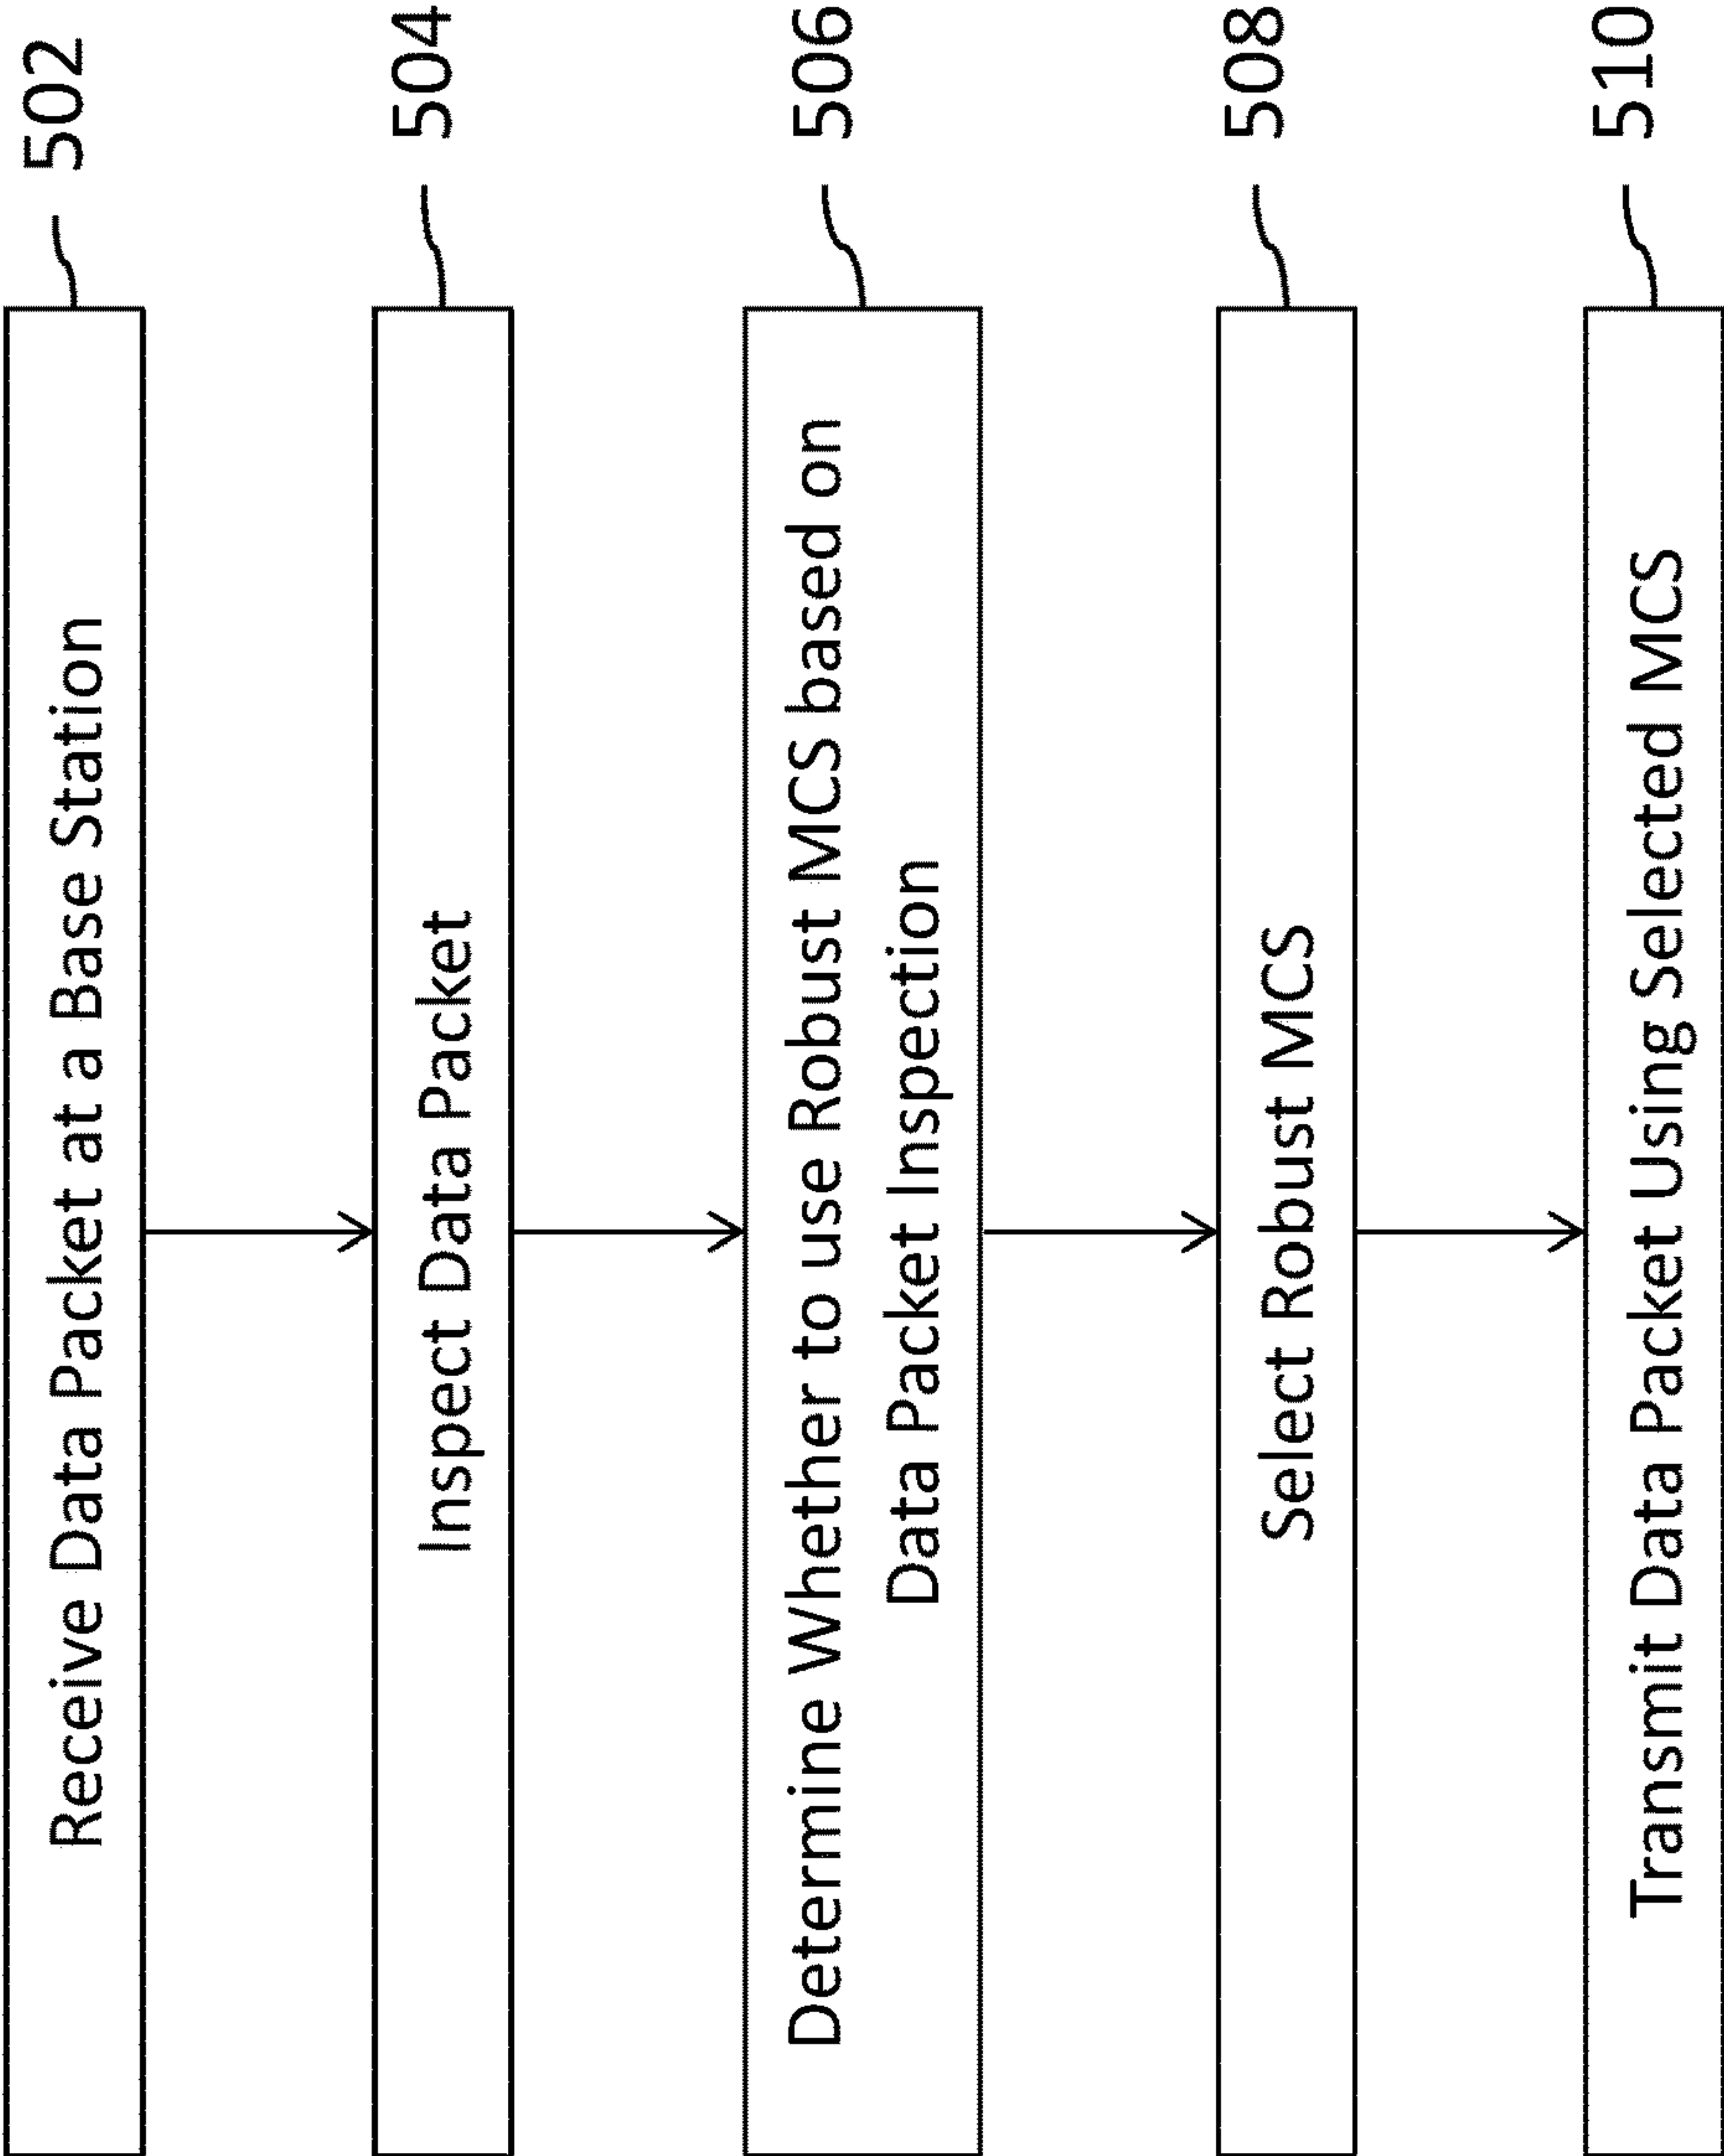 Receive Data Packet at a Base Station
502
Inspect Data Packet
504
Determine Whether to use Robust MCS based on
Data Packet Inspection
506
Select Robust MCS
508
Transmit Data Packet Using Selected MCS
510